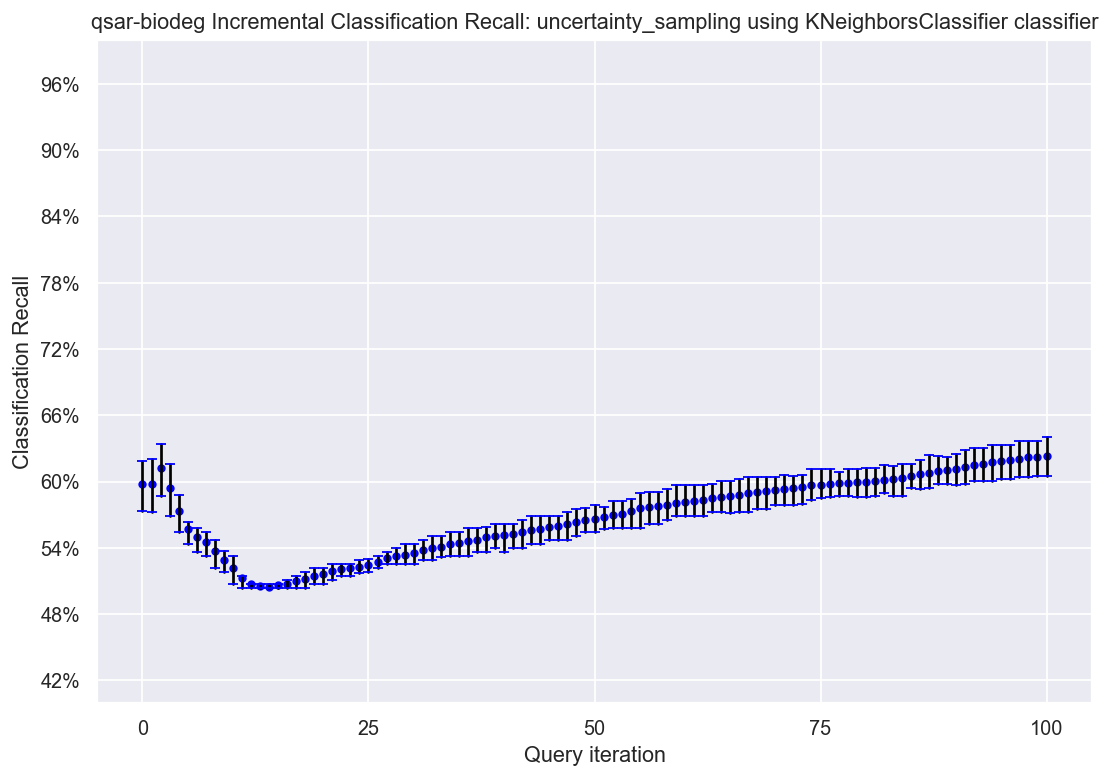 qsar-biodeg Incremental Classification Recall: uncertainty_sampling using KNeighborsClassifier classifier
96%
90%
84%
78%
72%
66%
60%
54%
48%
42%
Classification Recall
0 25 50 75 100
Query iteration